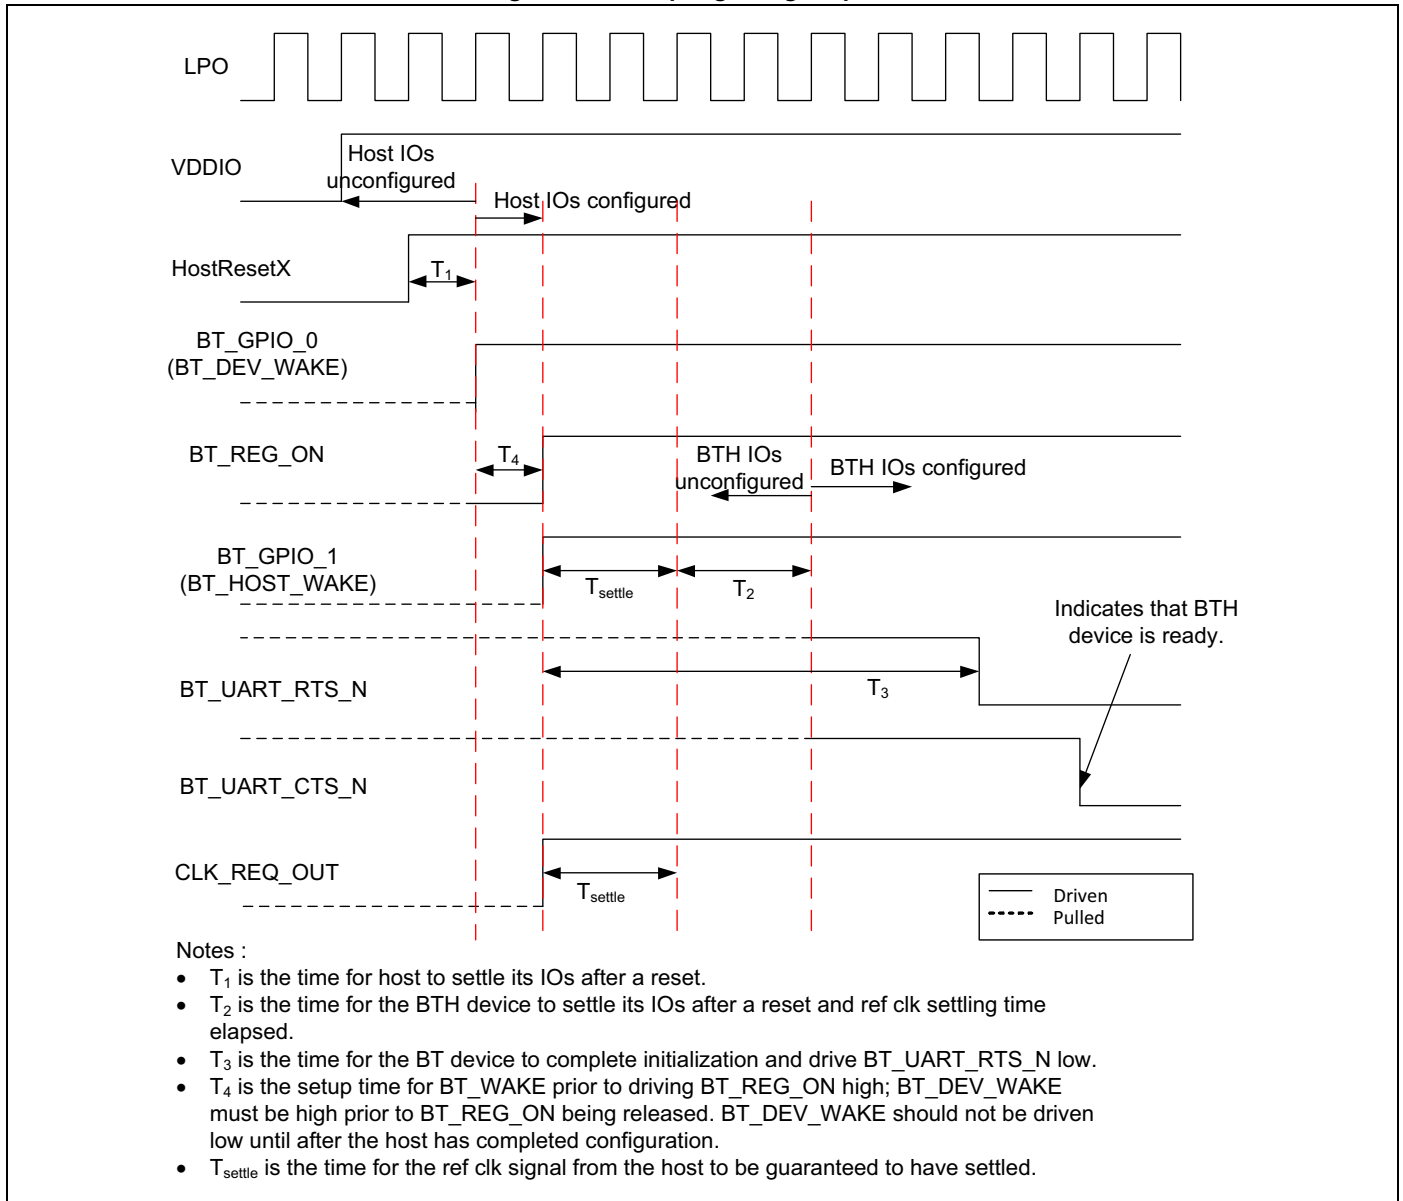 LPO
VDDIO
Host IOs
unconfigured
Host IOs configured
HostResetX
T1
BT_GPIO_0
(BT_DEV_WAKE)
BT_REG_ON
T4
BTH IOs
unconfigured
BTH IOs configured
BT_GPIO_1
(BT_HOST_WAKE)
Tsettle
T2
Indicates that BTH
device is ready.
BT_UART_RTS_N
T3
BT_UART_CTS_N
CLK_REQ_OUT
Tsettle
Driven
Pulled
Notes :
• T1 is the time for host to settle its IOs after a reset.
• T2 is the time for the BTH device to settle its IOs after a reset and ref clk settling time
elapsed.
• T3 is the time for the BT device to complete initialization and drive BT_UART_RTS_N low.
• T4 is the setup time for BT_WAKE prior to driving BT_REG_ON high; BT_DEV_WAKE
must be high prior to BT_REG_ON being released. BT_DEV_WAKE should not be driven
low until after the host has completed configuration.
• Tsettle is the time for the ref clk signal from the host to be guaranteed to have settled.